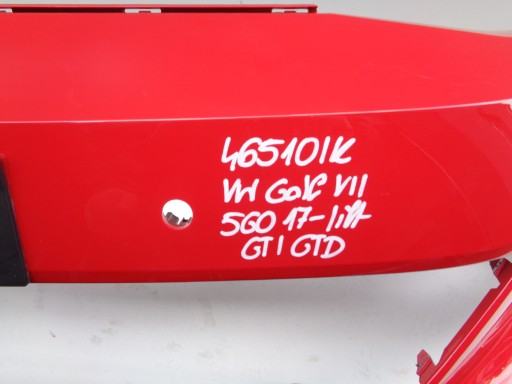 465101K
VW Golf VII
5G0 17-lift
GTI GTD